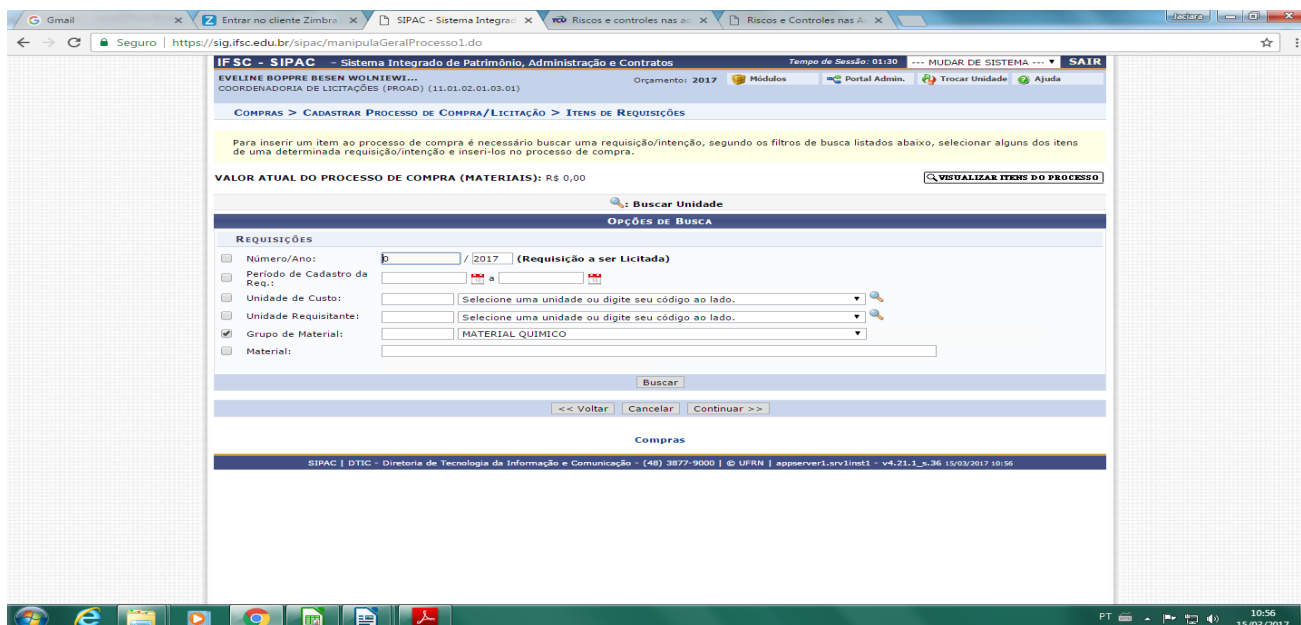 Gmail
Entrar no cliente Zimbra
SIPAC - Sistema Integrad
Riscos e controles nas ac
Riscos e Controles nas A
Jaciara
Seguro | https://sig.ifsc.edu.br/sipac/manipulaGeralProcesso1.do
IFSC - SIPAC - Sistema Integrado de Patrimônio, Administração e Contratos Tempo de Sessão: 01:30 --- MUDAR DE SISTEMA --- SAIR
EVELINE BOPPRE BESEN WOLNIEWI... Orçamento: 2017 Módulos Portal Admin. Trocar Unidade Ajuda
COORDENADORIA DE LICITAÇÕES (PROAD) (11.01.02.01.03.01)
COMPRAS > CADASTRAR PROCESSO DE COMPRA/LICITAÇÃO > ITENS DE REQUISIÇÕES
Para inserir um item ao processo de compra é necessário buscar uma requisição/intenção, segundo os filtros de busca listados abaixo, selecionar alguns dos itens
de uma determinada requisição/intenção e inseri-los no processo de compra.
VALOR ATUAL DO PROCESSO DE COMPRA (MATERIAIS): R$ 0,00 VISUALIZAR ITENS DO PROCESSO
: Buscar Unidade
OPÇÕES DE BUSCA
REQUISIÇÕES
Número/Ano: 0 / 2017 (Requisição a ser Licitada)
Período de Cadastro da
Req.: a
Unidade de Custo: Selecione uma unidade ou digite seu código ao lado.
Unidade Requisitante: Selecione uma unidade ou digite seu código ao lado.
Grupo de Material: MATERIAL QUIMICO
Material:
Buscar
<< Voltar Cancelar Continuar >>
Compras
SIPAC | DTIC - Diretoria de Tecnologia da Informação e Comunicação - (48) 3877-9000 | © UFRN | appserver1.srv1inst1 - v4.21.1_s.36 15/03/2017 10:56
PT 10:56
15/03/2017